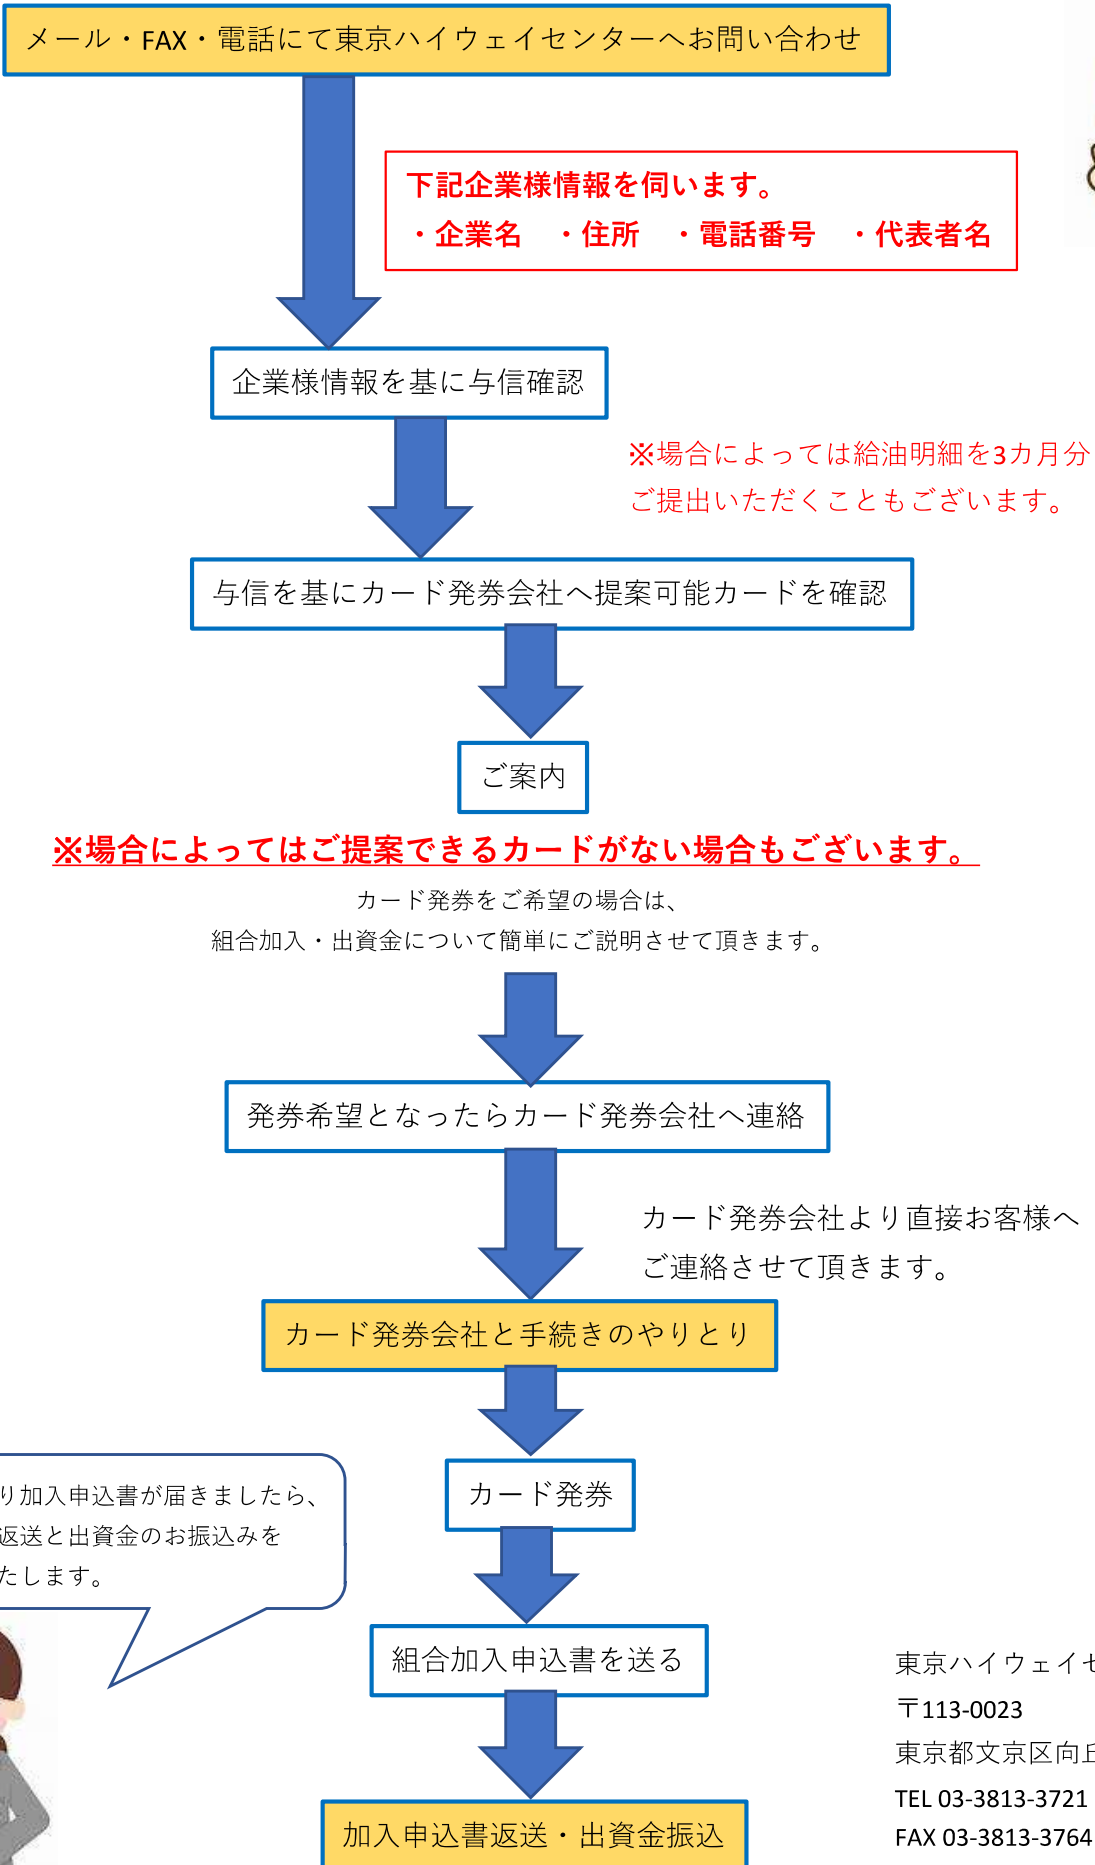 メール・FAX・電話にて東京ハイウェイセンターへお問い合わせ
下記企業様情報を伺います。
・企業名　・住所　・電話番号　・代表者名
企業様情報を基に与信確認
※場合によっては給油明細を3カ月分
ご提出いただくこともございます。
与信を基にカード発券会社へ提案可能カードを確認
ご案内
※場合によってはご提案できるカードがない場合もございます。
カード発券をご希望の場合は、
組合加入・出資金について簡単にご説明させて頂きます。
発券希望となったらカード発券会社へ連絡
カード発券会社より直接お客様へ
ご連絡させて頂きます。
カード発券会社と手続きのやりとり
カード発券
り加入申込書が届きましたら、
返送と出資金のお振込みを
たします。
組合加入申込書を送る
加入申込書返送・出資金振込
東京ハイウェイセ
〒113-0023
東京都文京区向丘
TEL 03-3813-3721
FAX 03-3813-3764